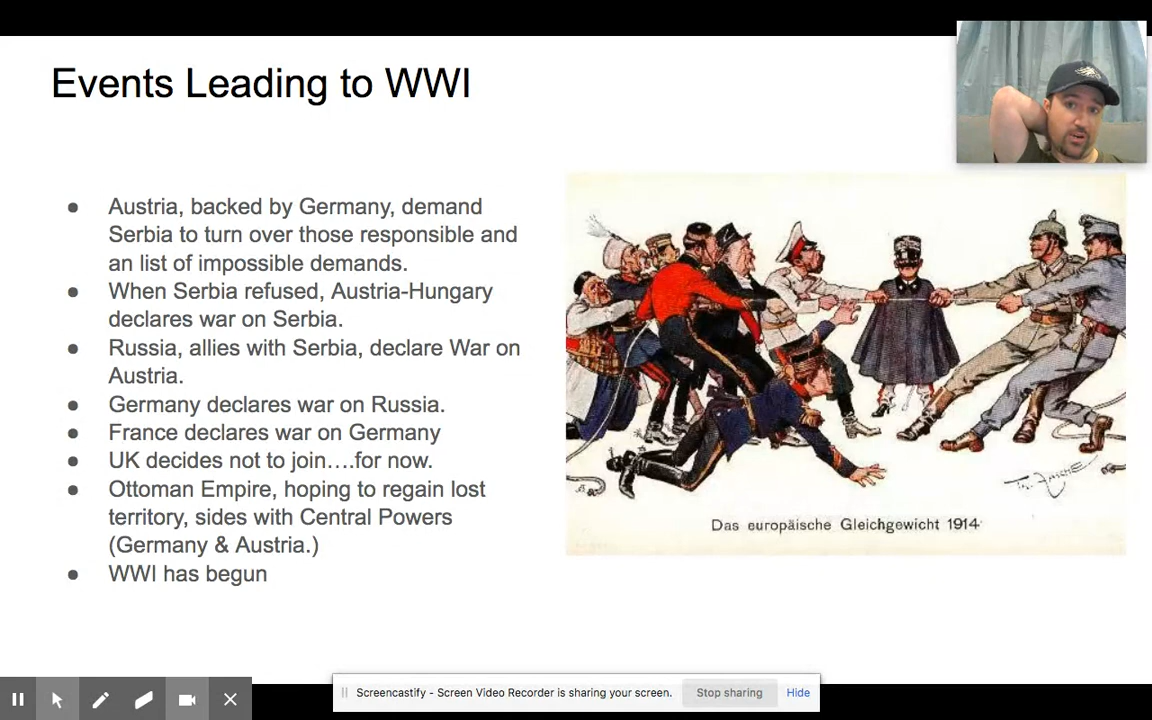 Events Leading to WWI
● Austria, backed by Germany, demand
Serbia to turn over those responsible and
an list of impossible demands.
● When Serbia refused, Austria-Hungary
declares war on Serbia.
● Russia, allies with Serbia, declare War on
Austria.
● Germany declares war on Russia.
● France declares war on Germany
● UK decides not to join….for now.
● Ottoman Empire, hoping to regain lost
territory, sides with Central Powers
(Germany & Austria.)
● WWI has begun
Das europäische Gleichgewicht 1914
Screencastify - Screen Video Recorder is sharing your screen.
Stop sharing
Hide